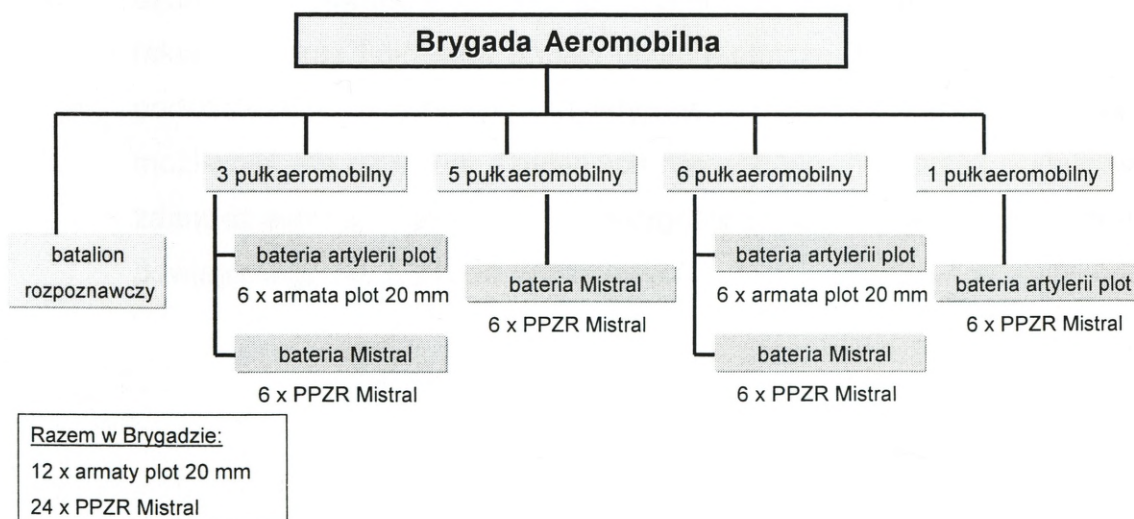 Brygada Aeromobilna
3 pułk aeromobilny
5 pułk aeromobilny
6 pułk aeromobilny
1 pułk aeromobilny
batalion
rozpoznawczy
bateria artylerii plot
6 x armata plot 20 mm
bateria Mistral
6 x PPZR Mistral
bateria Mistral
6 x PPZR Mistral
bateria artylerii plot
6 x armata plot 20 mm
bateria Mistral
6 x PPZR Mistral
bateria artylerii plot
6 x PPZR Mistral
Razem w Brygadzie:
12 x armaty plot 20 mm
24 x PPZR Mistral